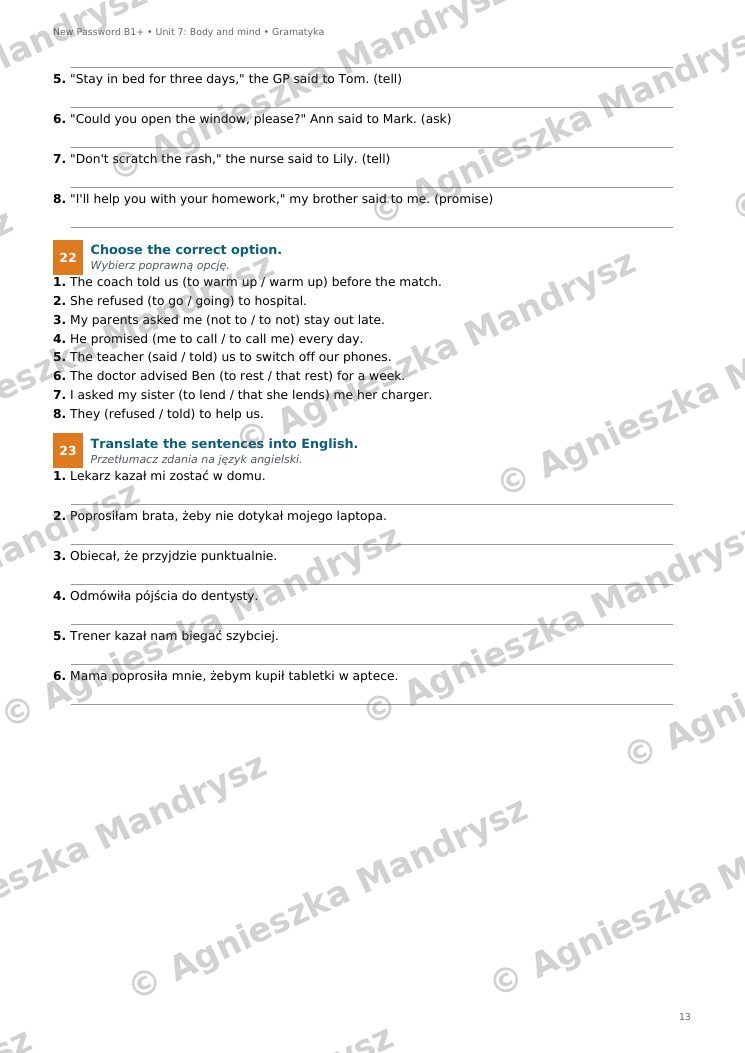 New Password B1+ • Unit 7: Body and mind • Gramatyka
5. "Stay in bed for three days," the GP said to Tom. (tell)
6. "Could you open the window, please?" Ann said to Mark. (ask)
7. "Don't scratch the rash," the nurse said to Lily. (tell)
8. "I'll help you with your homework," my brother said to me. (promise)
22 Choose the correct option.
Wybierz poprawną opcję.
1. The coach told us (to warm up / warm up) before the match.
2. She refused (to go / going) to hospital.
3. My parents asked me (not to / to not) stay out late.
4. He promised (me to call / to call me) every day.
5. The teacher (said / told) us to switch off our phones.
6. The doctor advised Ben (to rest / that rest) for a week.
7. I asked my sister (to lend / that she lends) me her charger.
8. They (refused / told) to help us.
23 Translate the sentences into English.
Przetłumacz zdania na język angielski.
1. Lekarz kazał mi zostać w domu.
2. Poprosiłam brata, żeby nie dotykał mojego laptopa.
3. Obiecał, że przyjdzie punktualnie.
4. Odmówiła pójścia do dentysty.
5. Trener kazał nam biegać szybciej.
6. Mama poprosiła mnie, żebym kupił tabletki w aptece.
© Agnieszka Mandrysz
13